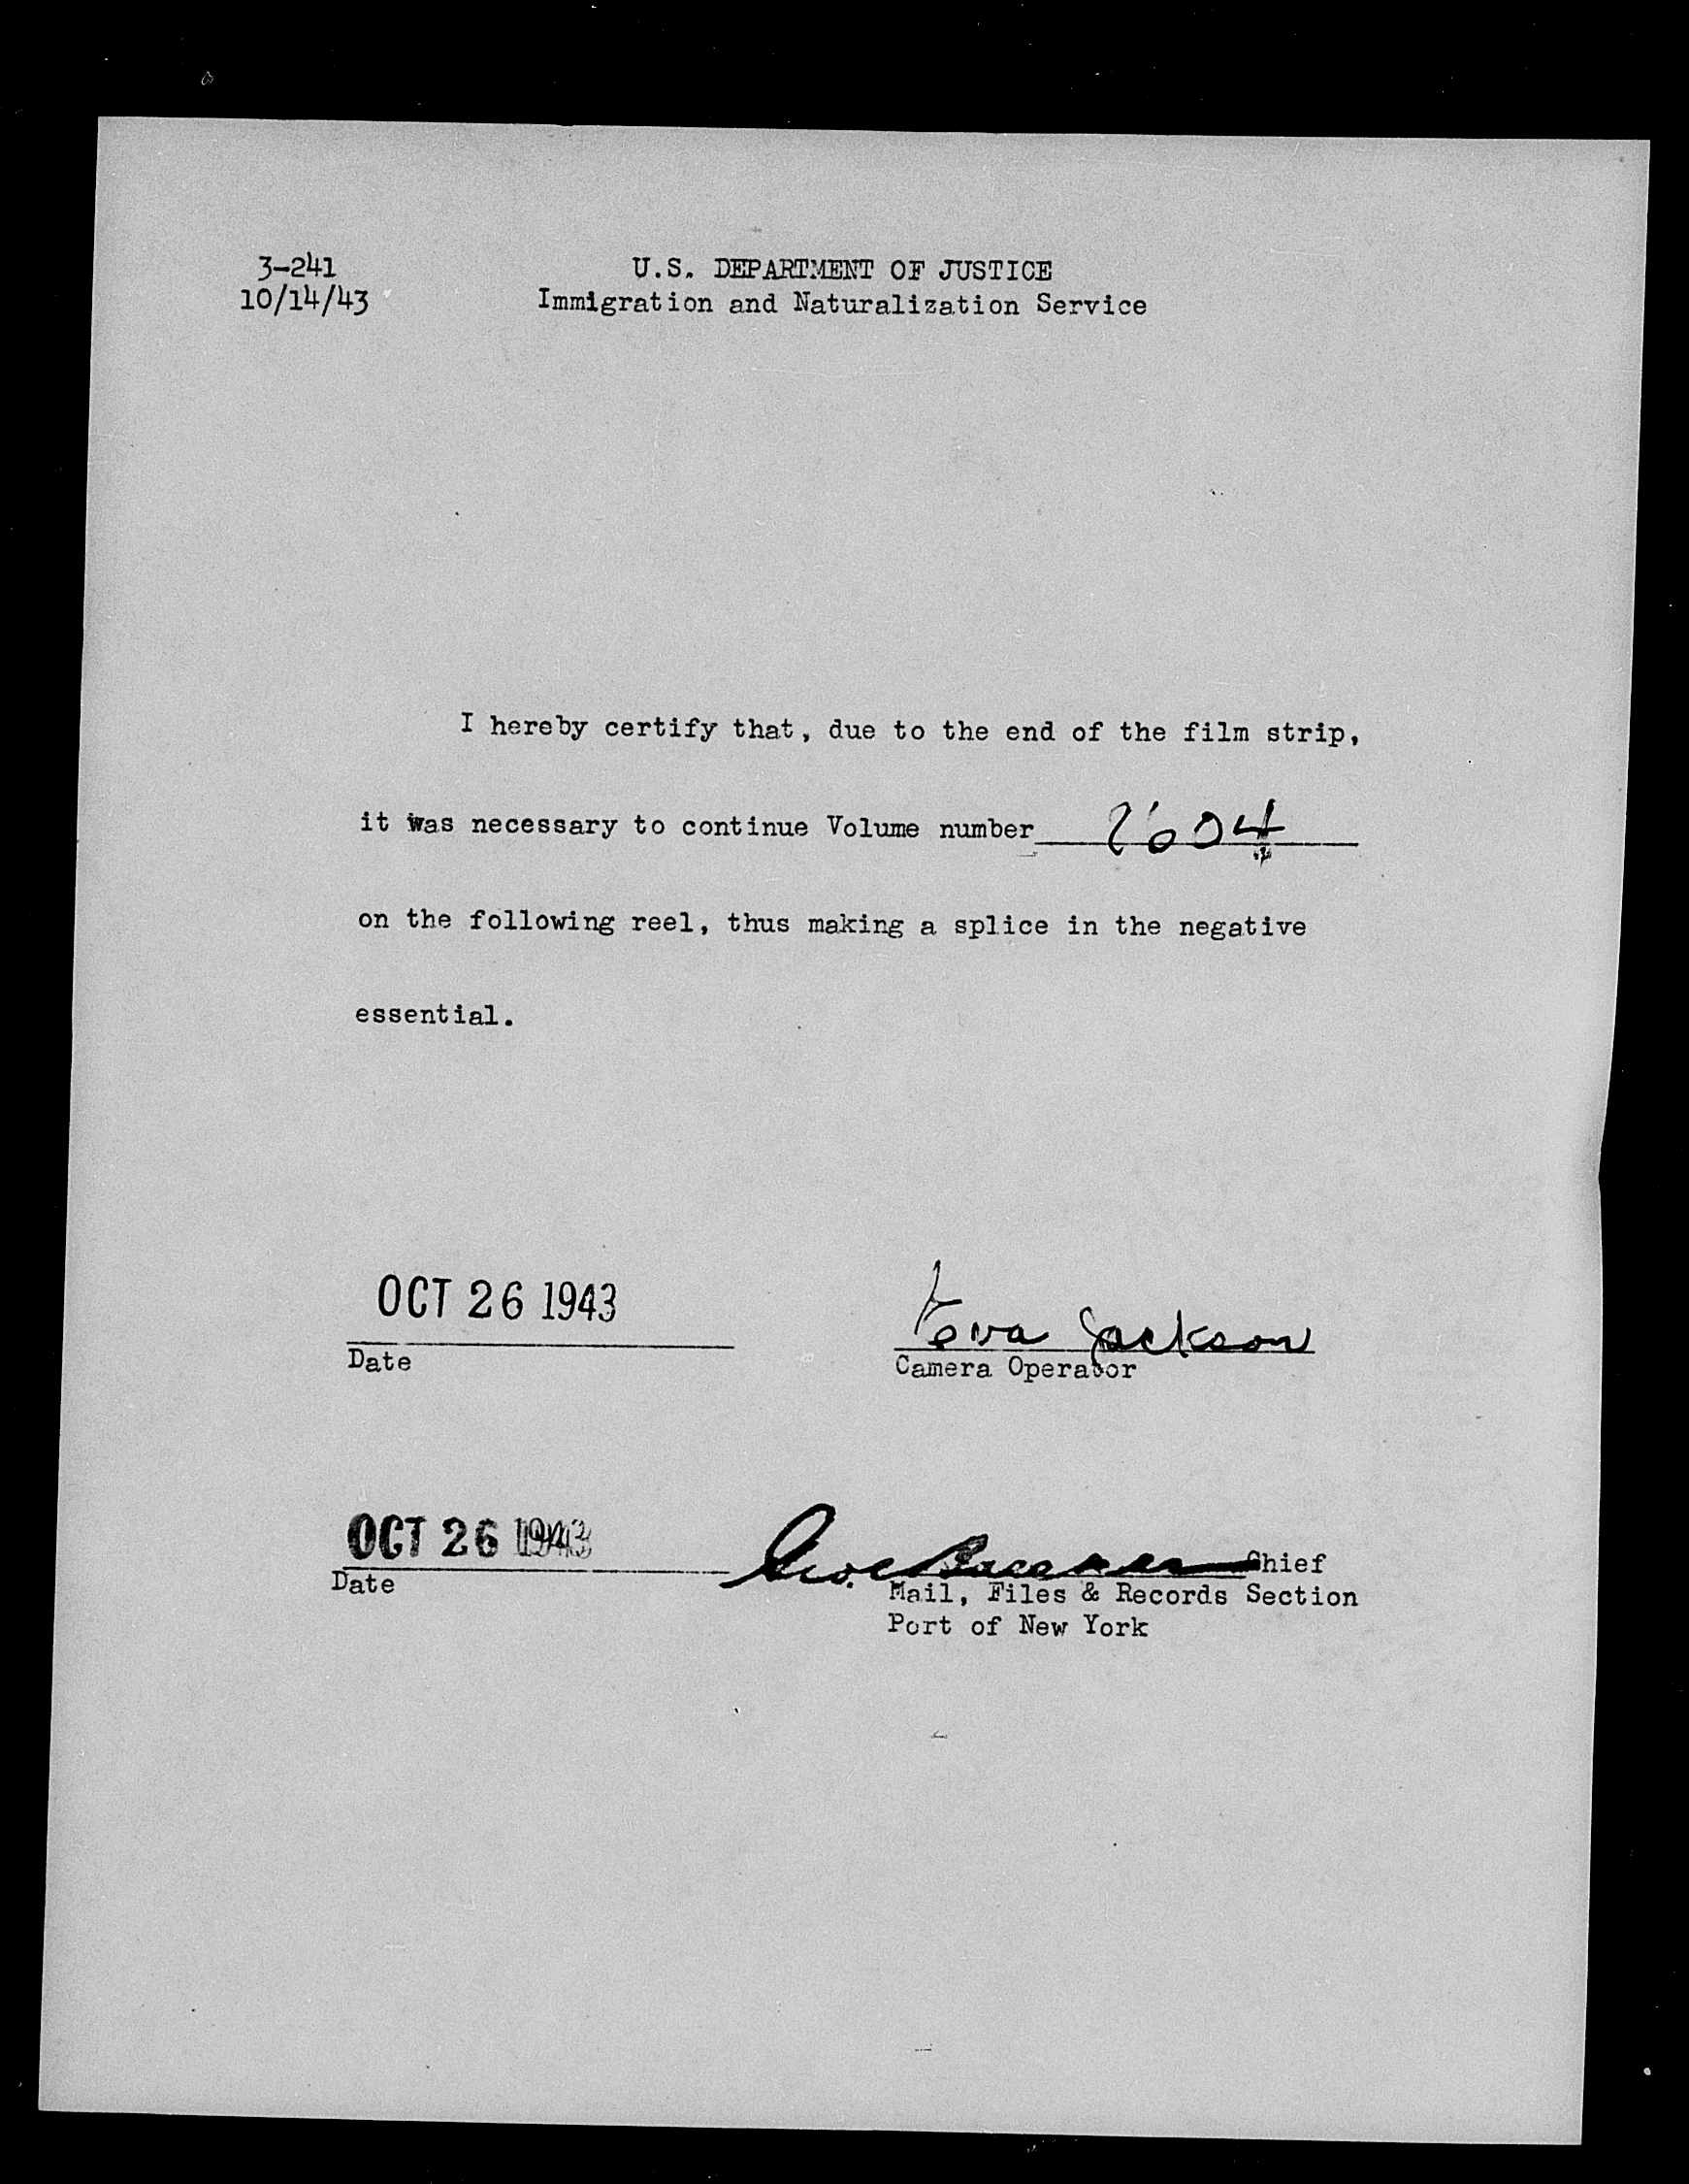 3-241
10/14/43
U.S. DEPARTMENT OF JUSTICE
Immigration and Naturalization Service
I hereby certify that, due to the end of the film strip,
it was necessary to continue Volume number 2604
on the following reel, thus making a splice in the negative
essential.
OCT 26 1943
Date
Eva Jackson
Camera Operator
OCT 26 1943
Date
Chief
Mail, Files & Records Section
Port of New York